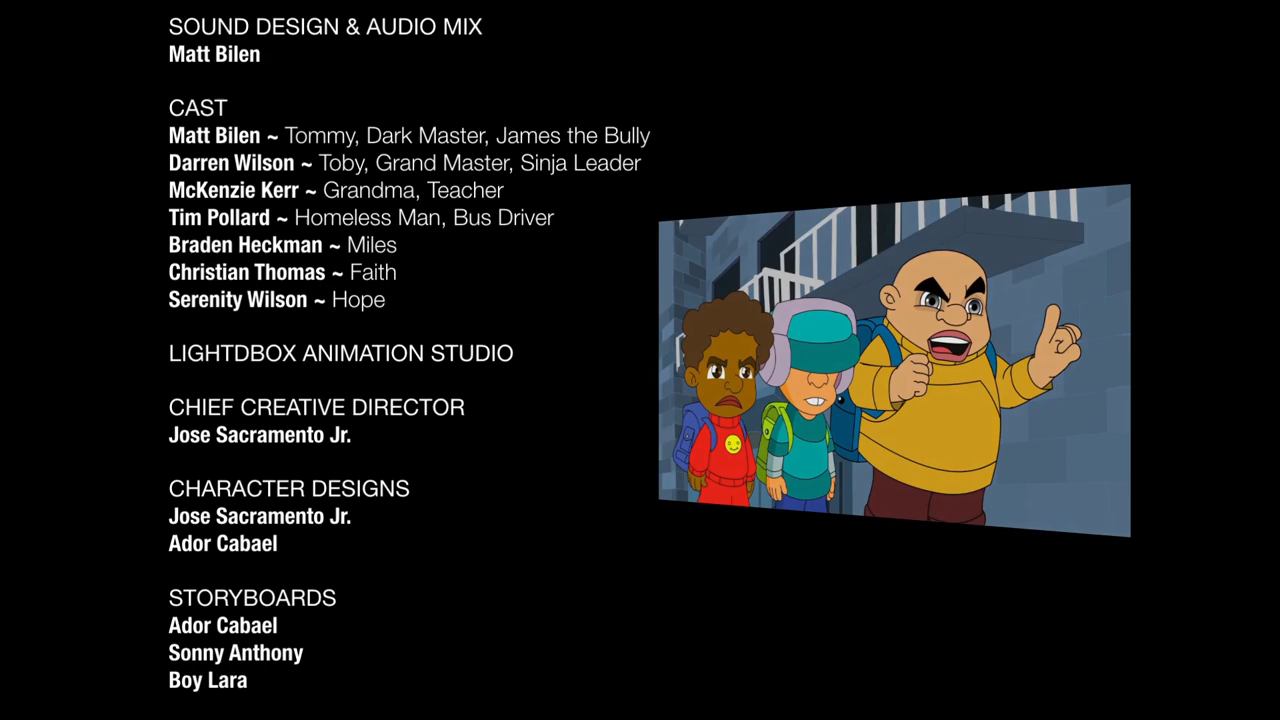 SOUND DESIGN & AUDIO MIX
Matt Bilen
CAST
Matt Bilen ~ Tommy, Dark Master, James the Bully
Darren Wilson ~ Toby, Grand Master, Sinja Leader
McKenzie Kerr ~ Grandma, Teacher
Tim Pollard ~ Homeless Man, Bus Driver
Braden Heckman ~ Miles
Christian Thomas ~ Faith
Serenity Wilson ~ Hope
LIGHTDBOX ANIMATION STUDIO
CHIEF CREATIVE DIRECTOR
Jose Sacramento Jr.
CHARACTER DESIGNS
Jose Sacramento Jr.
Ador Cabael
STORYBOARDS
Ador Cabael
Sonny Anthony
Boy Lara